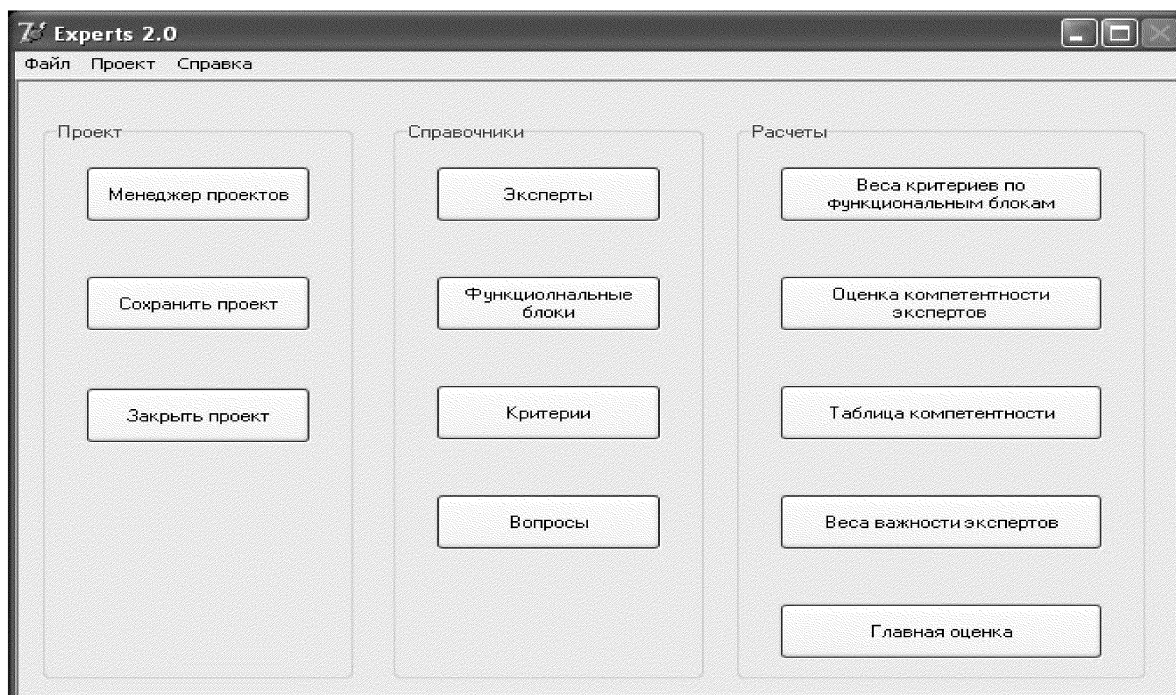 Experts 2.0
Файл Проект Справка
Проект
Менеджер проектов
Сохранить проект
Закрыть проект
Справочники
Эксперты
Функциолнальные
блоки
Критерии
Вопросы
Расчеты
Веса критериев по
функциональным блокам
Оценка компетентности
экспертов
Таблица компетентности
Веса важности экспертов
Главная оценка